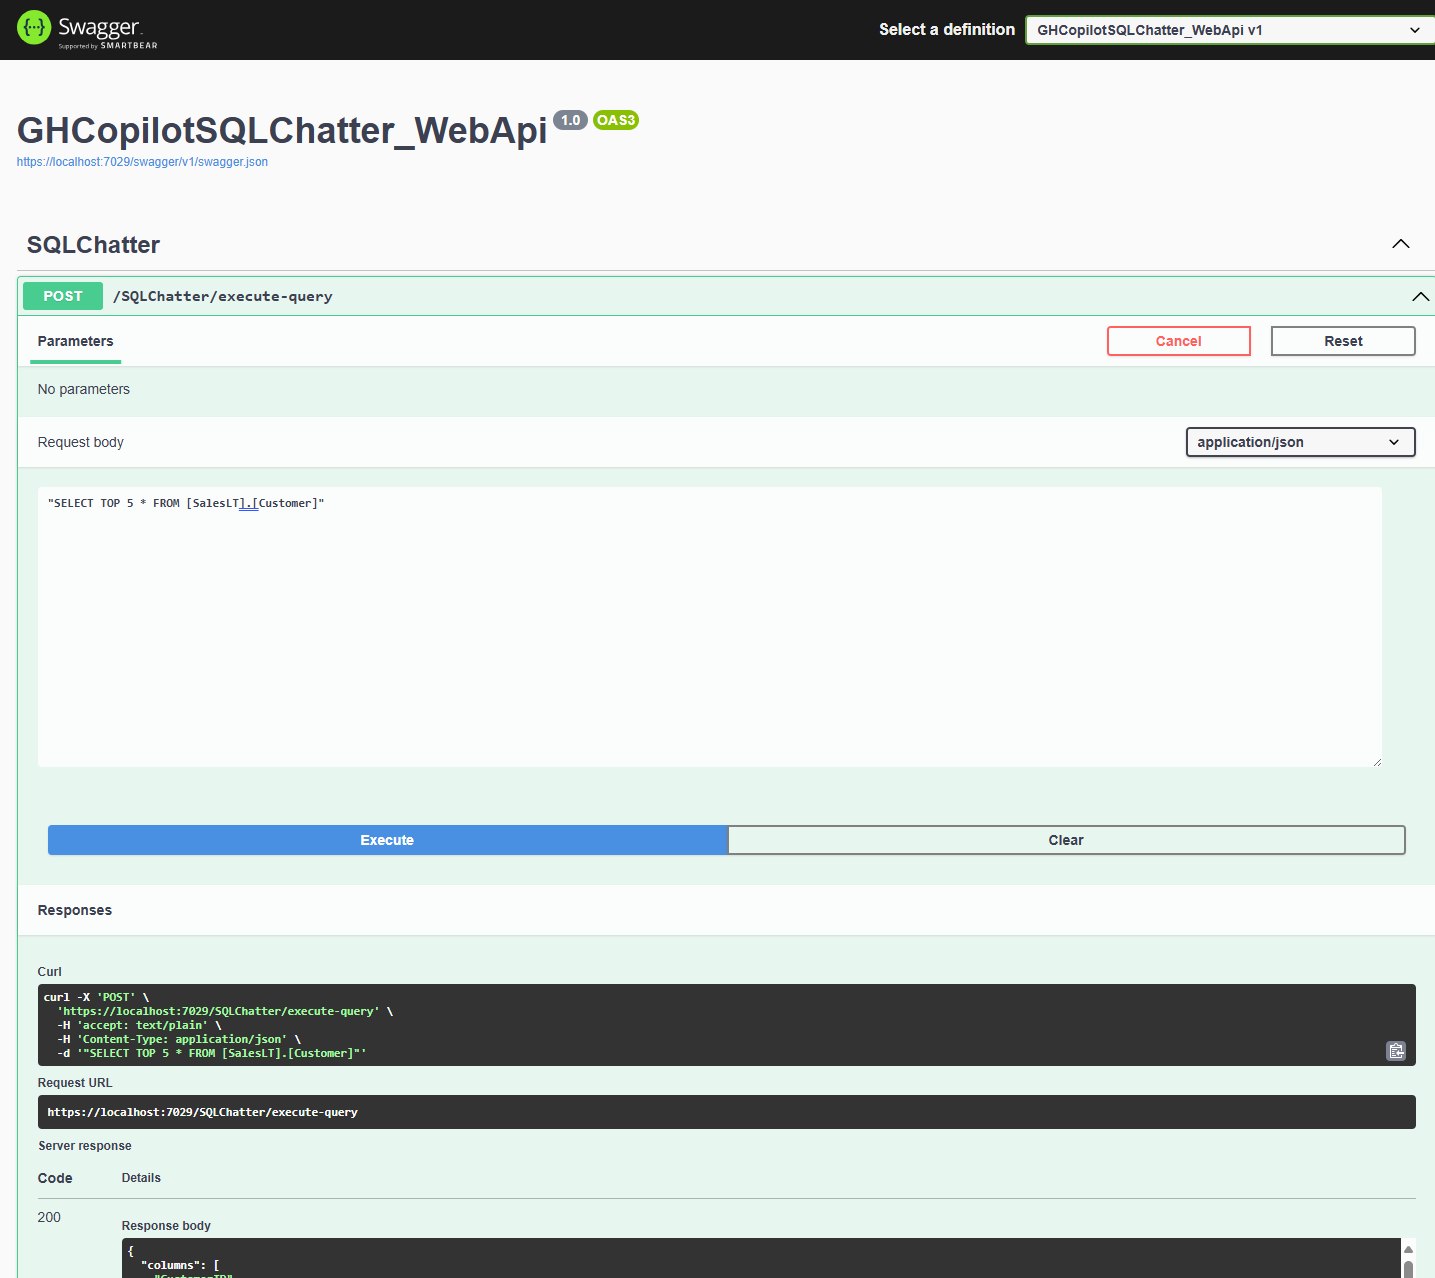 Swagger.
Supported by SMARTBEAR
Select a definition
GHCopilotSQLChatter_WebApi v1
GHCopilotSQLChatter_WebApi 1.0 OAS3
https://localhost:7029/swagger/v1/swagger.json
SQLChatter
POST /SQLChatter/execute-query
Parameters
Cancel
Reset
No parameters
Request body
application/json
"SELECT TOP 5 * FROM [SalesLT].[Customer]"
Execute
Clear
Responses
Curl
curl -X 'POST' \
'https://localhost:7029/SQLChatter/execute-query' \
-H 'accept: text/plain' \
-H 'Content-Type: application/json' \
-d '"SELECT TOP 5 * FROM [SalesLT].[Customer]"'
Request URL
https://localhost:7029/SQLChatter/execute-query
Server response
Code Details
200
Response body
{
"columns": [
"CustomerID"